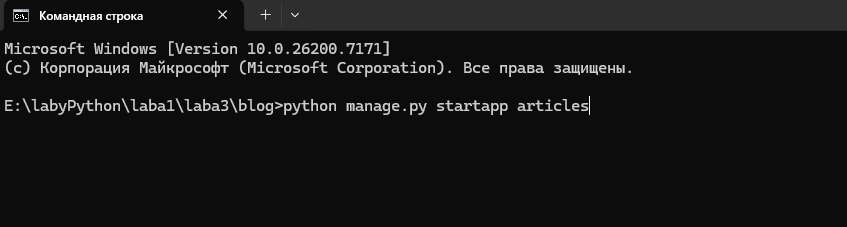 Командная строка
Microsoft Windows [Version 10.0.26200.7171]
(c) Корпорация Майкрософт (Microsoft Corporation). Все права защищены.
E:\labyPython\laba1\laba3\blog>python manage.py startapp articles